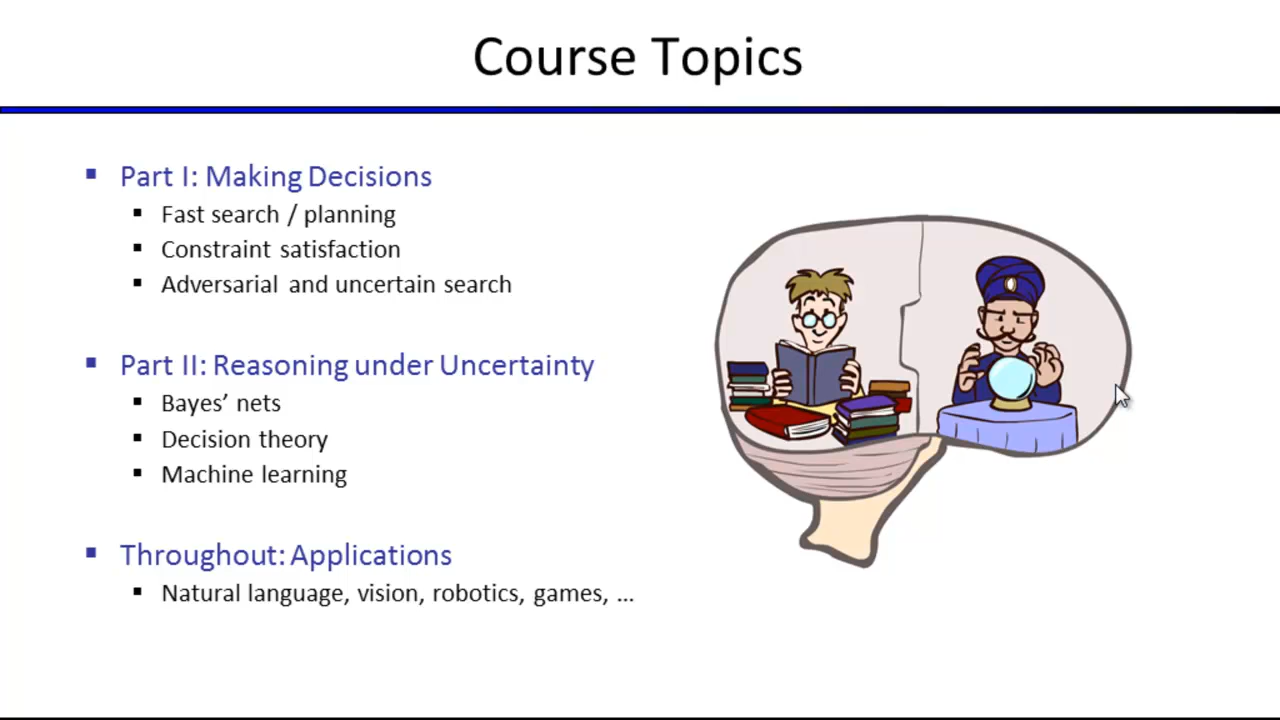 Course Topics
Part I: Making Decisions
Fast search / planning
Constraint satisfaction
Adversarial and uncertain search
Part II: Reasoning under Uncertainty
Bayes’ nets
Decision theory
Machine learning
Throughout: Applications
Natural language, vision, robotics, games, …